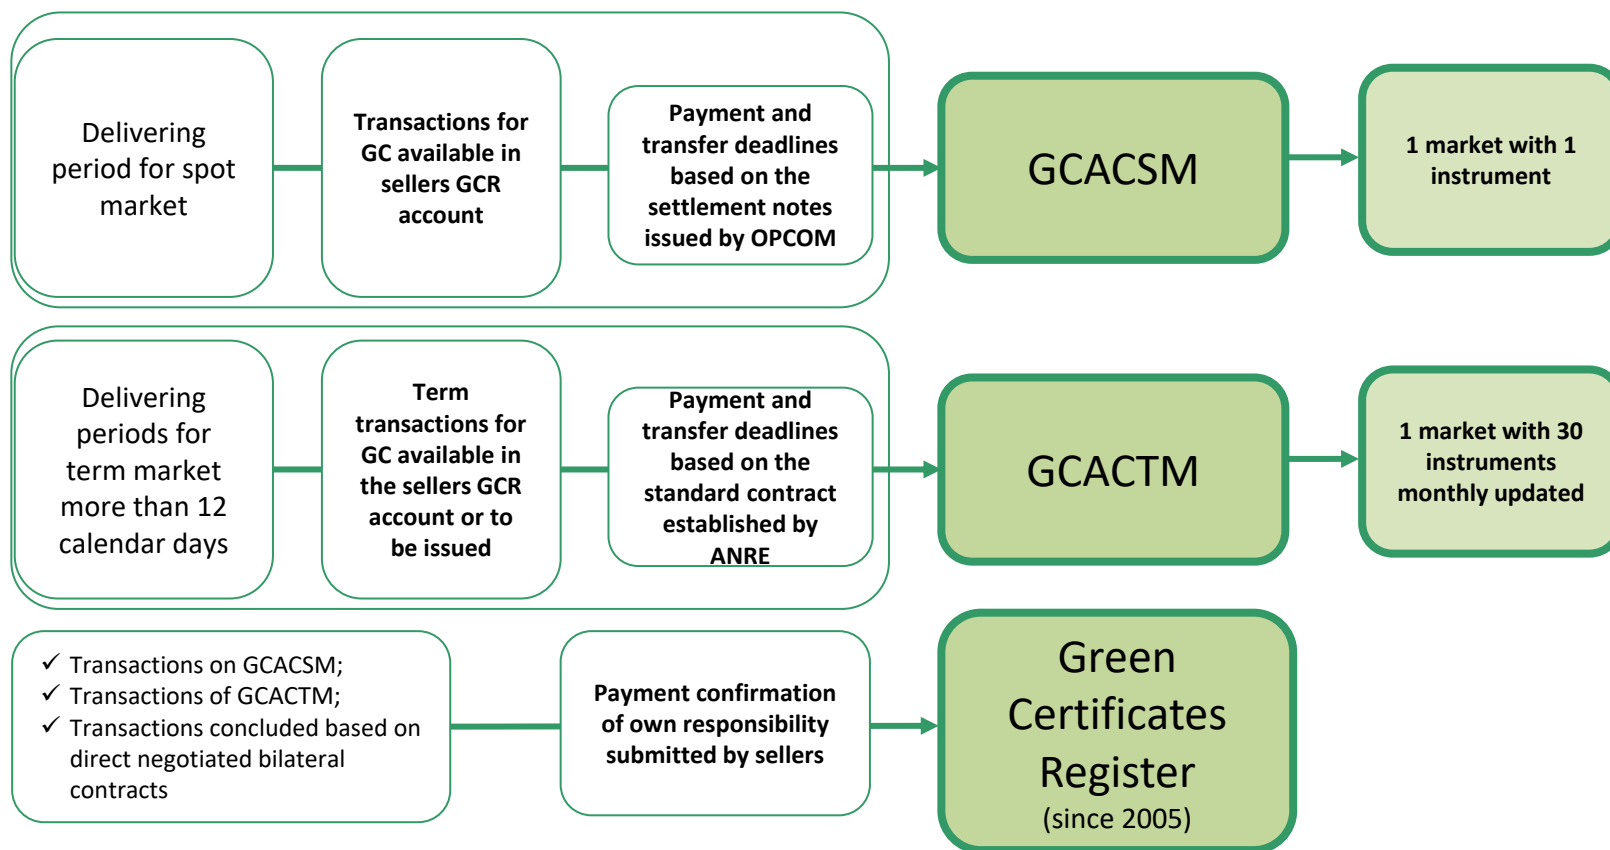 Delivering
period for spot
market
Transactions for
GC available in
sellers GCR
account
Payment and
transfer deadlines
based on the
settlement notes
issued by OPCOM
GCACSM
1 market with 1
instrument
Delivering
periods for
term market
more than 12
calendar days
Term
transactions for
GC available in
the sellers GCR
account or to
be issued
Payment and
transfer deadlines
based on the
standard contract
established by
ANRE
GCACTM
1 market with 30
instruments
monthly updated
✓ Transactions on GCACSM;
✓ Transactions of GCACTM;
✓ Transactions concluded based on
direct negotiated bilateral
contracts
Payment confirmation
of own responsibility
submitted by sellers
Green
Certificates
Register
(since 2005)